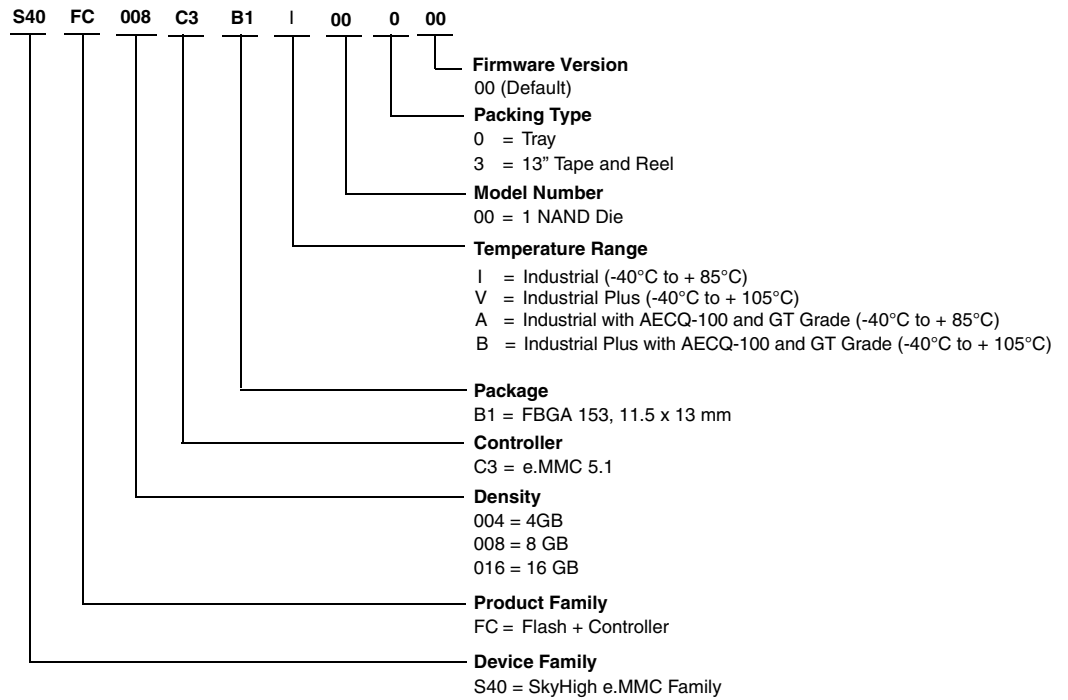 S40 FC 008 C3 B1 I 00 0 00
Firmware Version
00 (Default)
Packing Type
0 = Tray
3 = 13” Tape and Reel
Model Number
00 = 1 NAND Die
Temperature Range
I = Industrial (-40°C to + 85°C)
V = Industrial Plus (-40°C to + 105°C)
A = Industrial with AECQ-100 and GT Grade (-40°C to + 85°C)
B = Industrial Plus with AECQ-100 and GT Grade (-40°C to + 105°C)
Package
B1 = FBGA 153, 11.5 x 13 mm
Controller
C3 = e.MMC 5.1
Density
004 = 4GB
008 = 8 GB
016 = 16 GB
Product Family
FC = Flash + Controller
Device Family
S40 = SkyHigh e.MMC Family